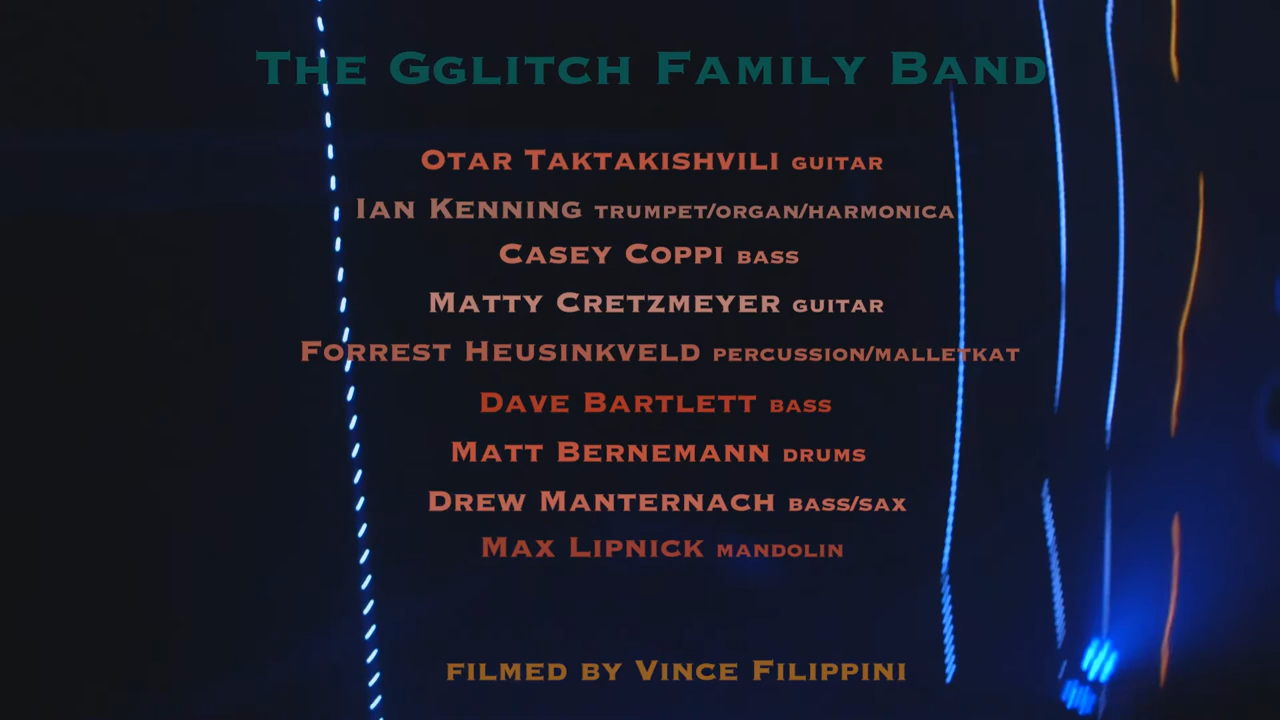 The Gglitch Family Band
Otar Taktakishvili guitar
Ian Kenning trumpet/organ/harmonica
Casey Coppi bass
Matty Cretzmeyer guitar
Forrest Heusinkveld percussion/malletkat
Dave Bartlett bass
Matt Bernemann drums
Drew Manternach bass/sax
Max Lipnick mandolin
filmed by Vince Filippini